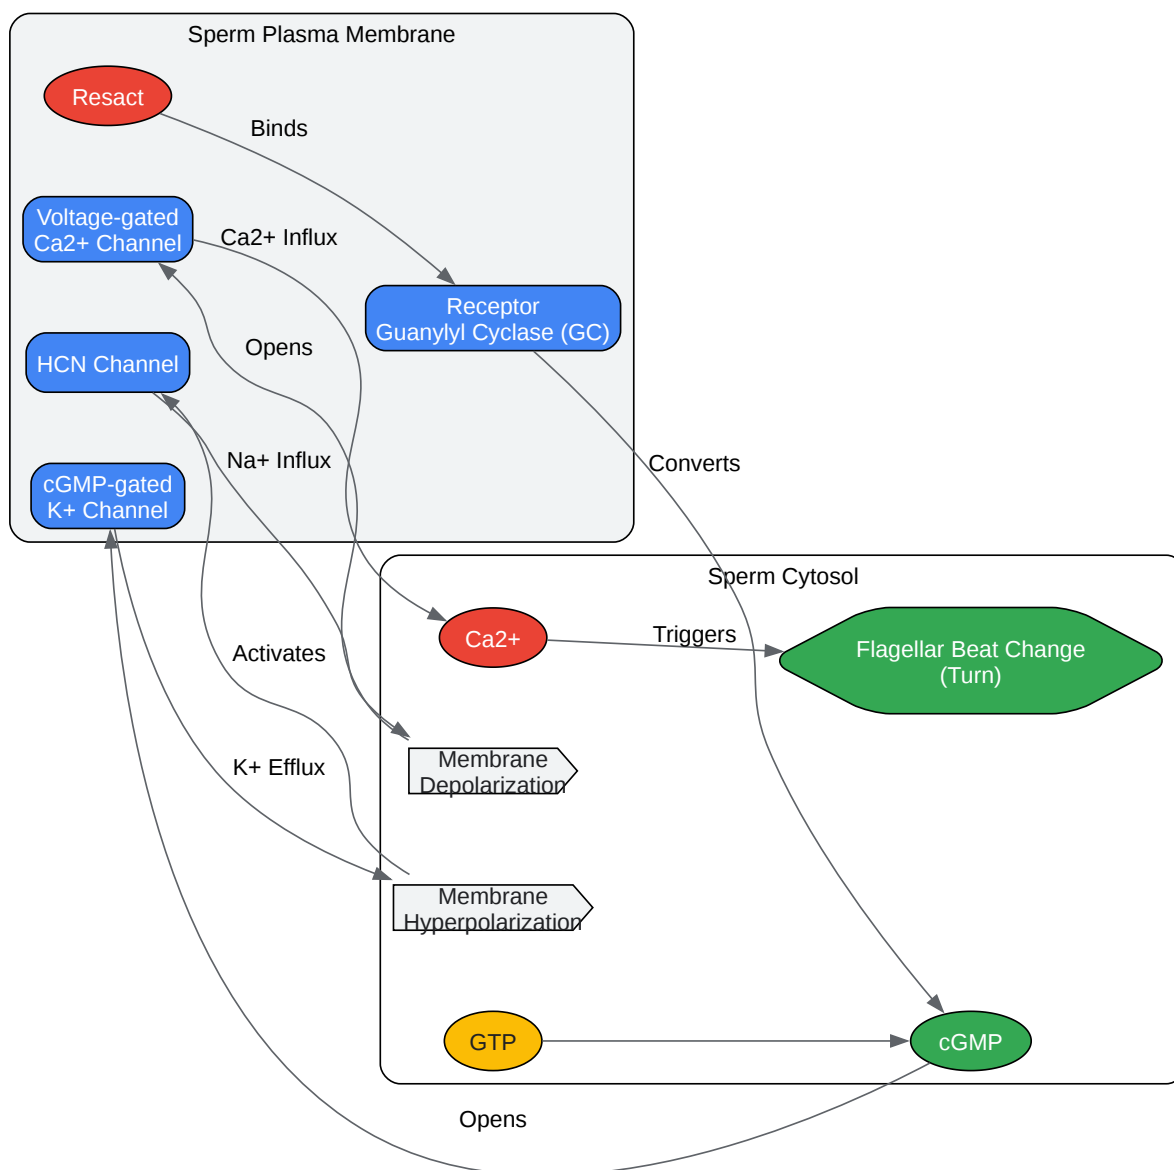 Sperm Plasma Membrane
Resact
Binds
Voltage-gated
Ca2+ Channel
Ca2+ Influx
Receptor
Guanylyl Cyclase (GC)
Opens
HCN Channel
Na+ Influx
Converts
cGMP-gated
K+ Channel
Sperm Cytosol
Ca2+
Triggers
Flagellar Beat Change
(Turn)
Activates
Membrane
Depolarization
K+ Efflux
Membrane
Hyperpolarization
GTP
cGMP
Opens